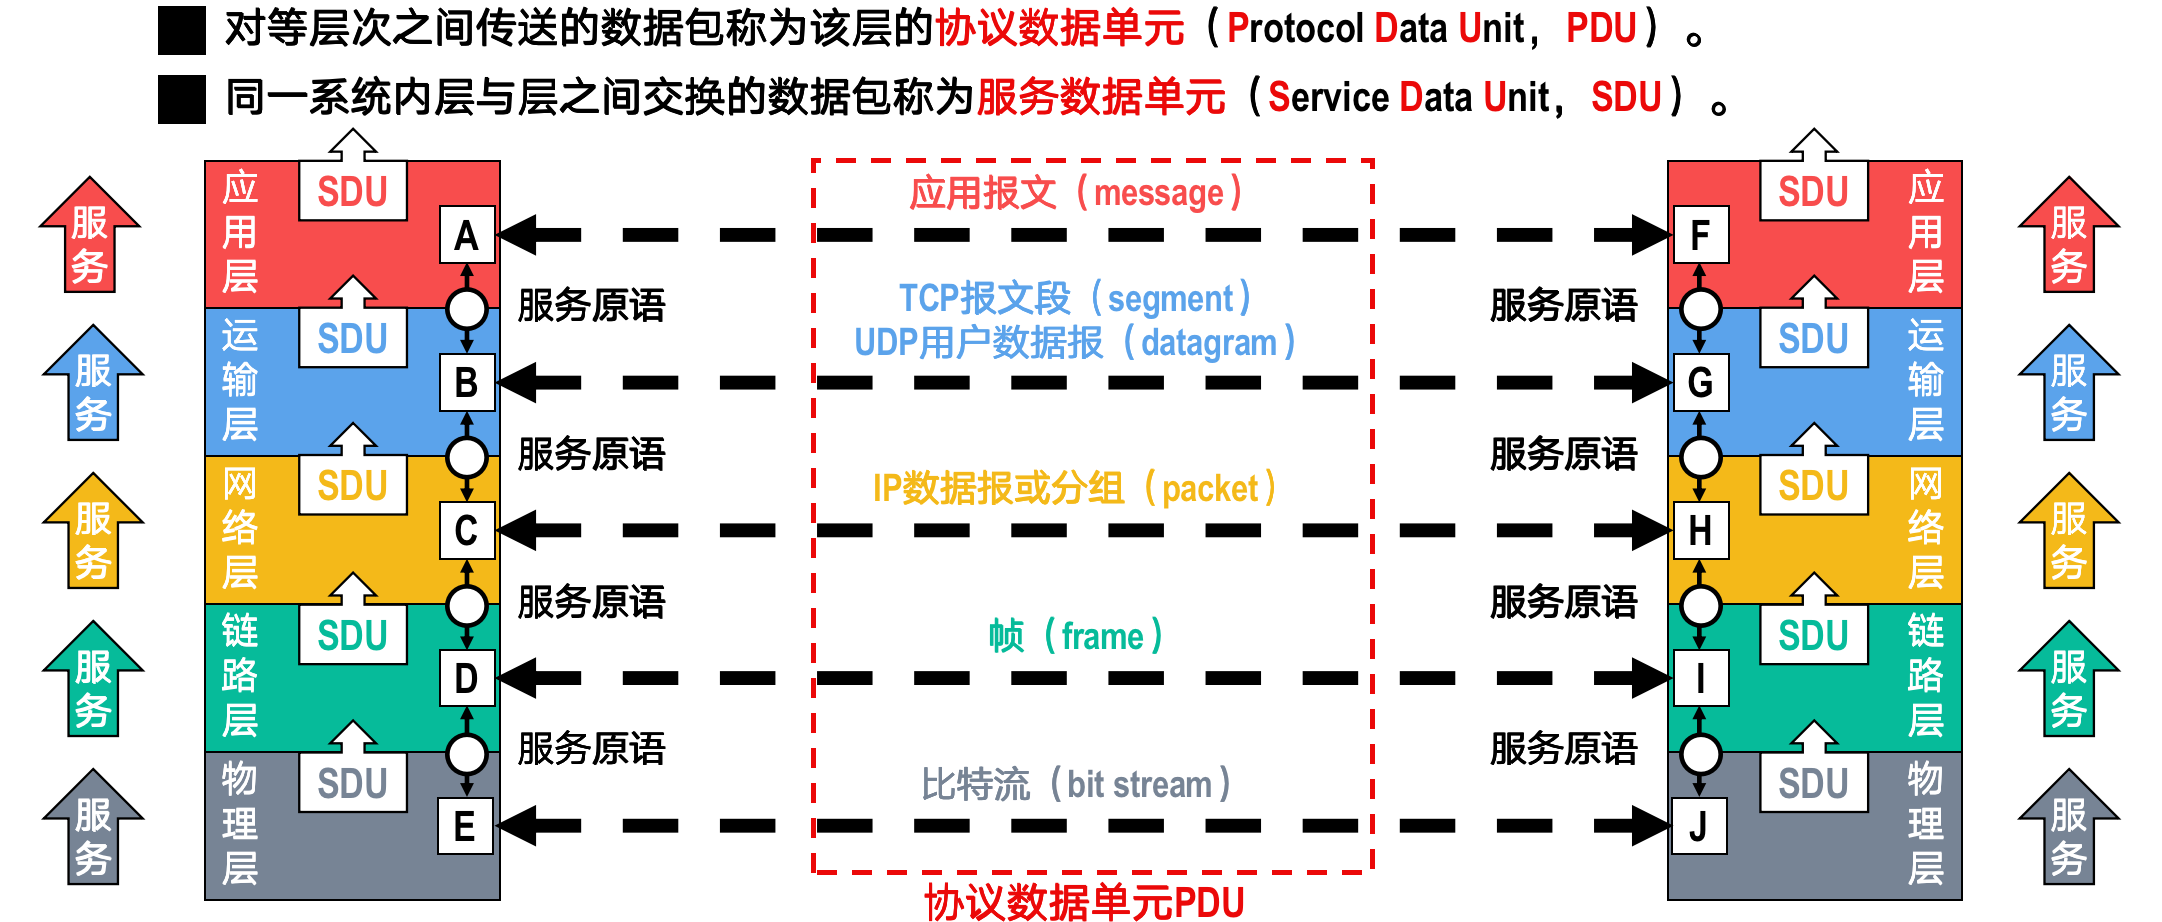 对等层次之间传送的数据包称为该层的协议数据单元（Protocol Data Unit，PDU）。
同一系统内层与层之间交换的数据包称为服务数据单元（Service Data Unit，SDU）。
服务
应用层
SDU
A
应用报文（message）
F
SDU
应用层
服务
服务原语
TCP报文段（segment）
UDP用户数据报（datagram）
服务原语
服务
运输层
SDU
B
G
SDU
运输层
服务
服务原语
服务原语
服务
网络层
SDU
C
IP数据报或分组（packet）
H
SDU
网络层
服务
服务原语
服务原语
服务
链路层
SDU
D
帧（frame）
I
SDU
链路层
服务
服务原语
服务原语
服务
物理层
SDU
E
比特流（bit stream）
J
SDU
物理层
服务
协议数据单元PDU